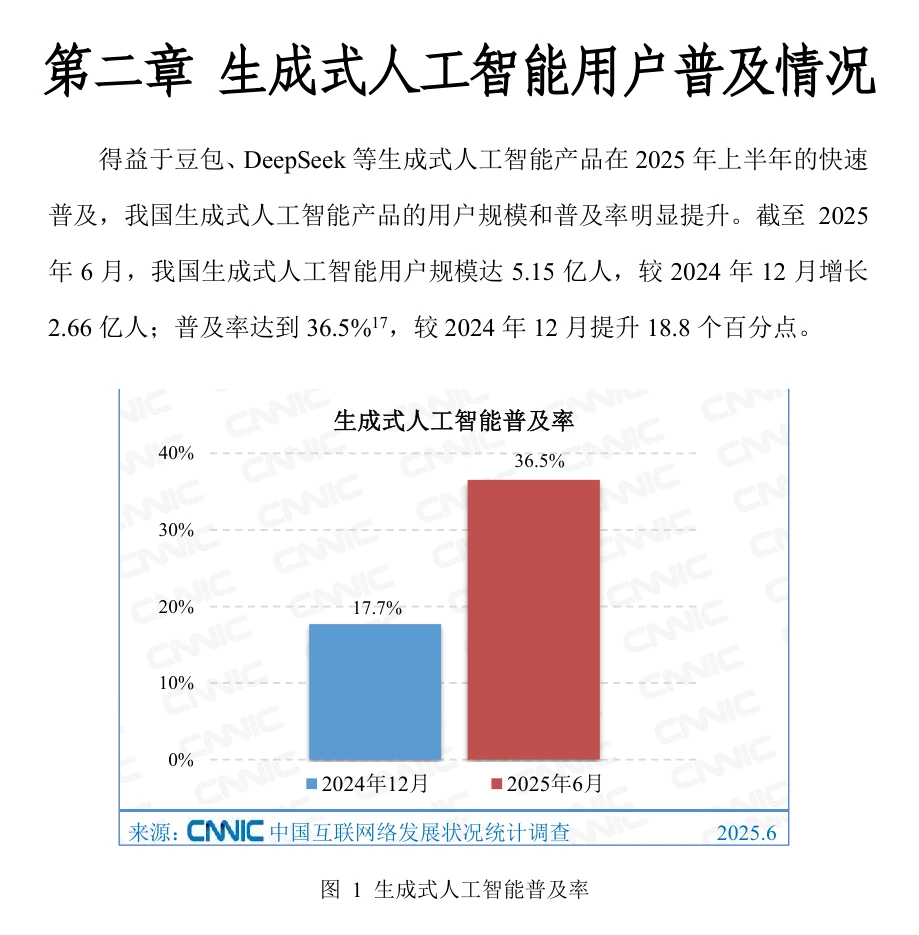 第二章 生成式人工智能用户普及情况
得益于豆包、DeepSeek 等生成式人工智能产品在 2025 年上半年的快速
普及，我国生成式人工智能产品的用户规模和普及率明显提升。截至 2025
年 6 月，我国生成式人工智能用户规模达 5.15 亿人，较 2024 年 12 月增长
2.66 亿人；普及率达到 36.5%17，较 2024 年 12 月提升 18.8 个百分点。
生成式人工智能普及率
40%
36.5%
30%
20%
17.7%
10%
0%
2024年12月 2025年6月
来源：CNNIC 中国互联网络发展状况统计调查 2025.6
图 1 生成式人工智能普及率